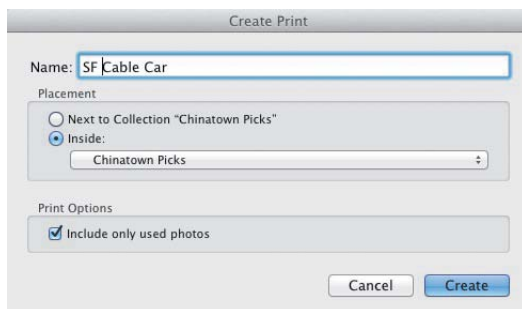 Create Print
Name: SF Cable Car
Placement
Next to Collection “Chinatown Picks”
Inside:
Chinatown Picks
Print Options
Include only used photos
Cancel Create